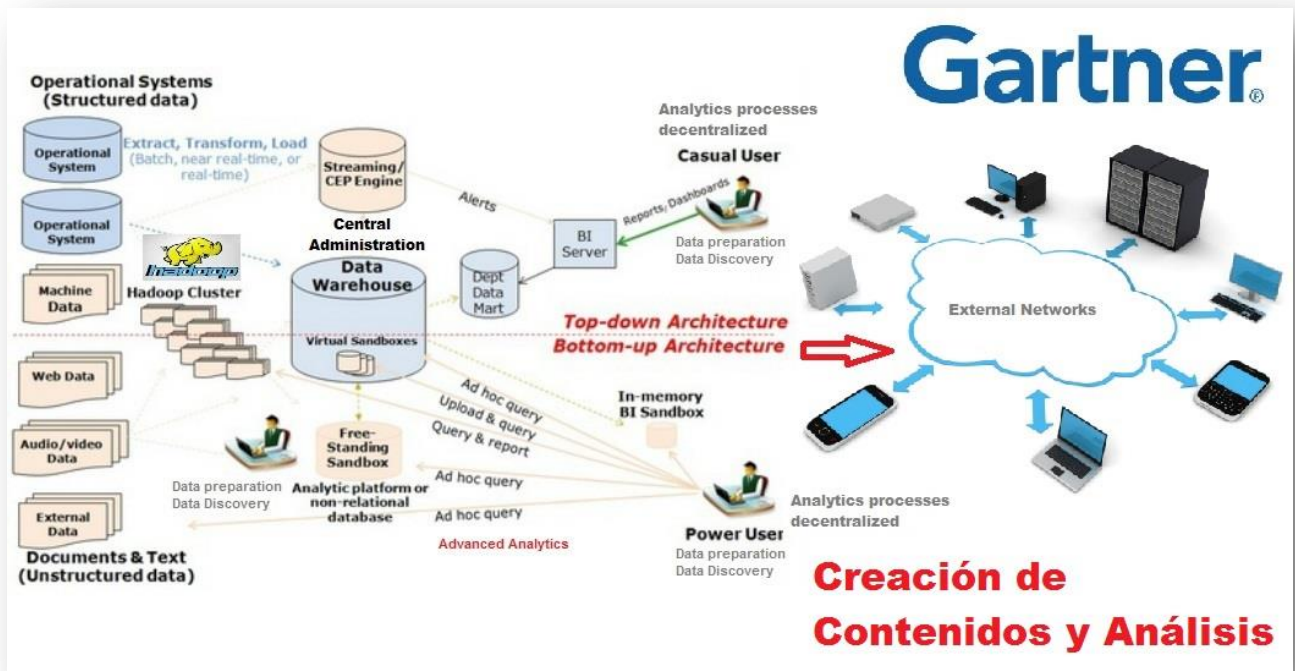 Gartner®
Operational Systems
(Structured data)
Operational
System
Extract, Transform, Load
(Batch, near real-time, or
real-time)
Streaming/
CEP Engine
Analytics processes
decentralized
Casual User
Operational
System
Alerts
Reports, Dashboards
Central
Administration
BI
Server
Data preparation
Data Discovery
hadoop
Hadoop Cluster
Data
Warehouse
Dept
Data
Mart
Machine
Data
External Networks
Top-down Architecture
Bottom-up Architecture
Virtual Sandboxes
Web Data
Ad hoc query
Upload & query
Query & report
In-memory
BI Sandbox
Audio/video
Data
Free-
Standing
Sandbox
Data preparation
Data Discovery
Analytic platform or
non-relational
database
Ad hoc query
Ad hoc query
External
Data
Analytics processes
decentralized
Power User
Data preparation
Data Discovery
Advanced Analytics
Documents & Text
(Unstructured data)
Creación de
Contenidos y Análisis